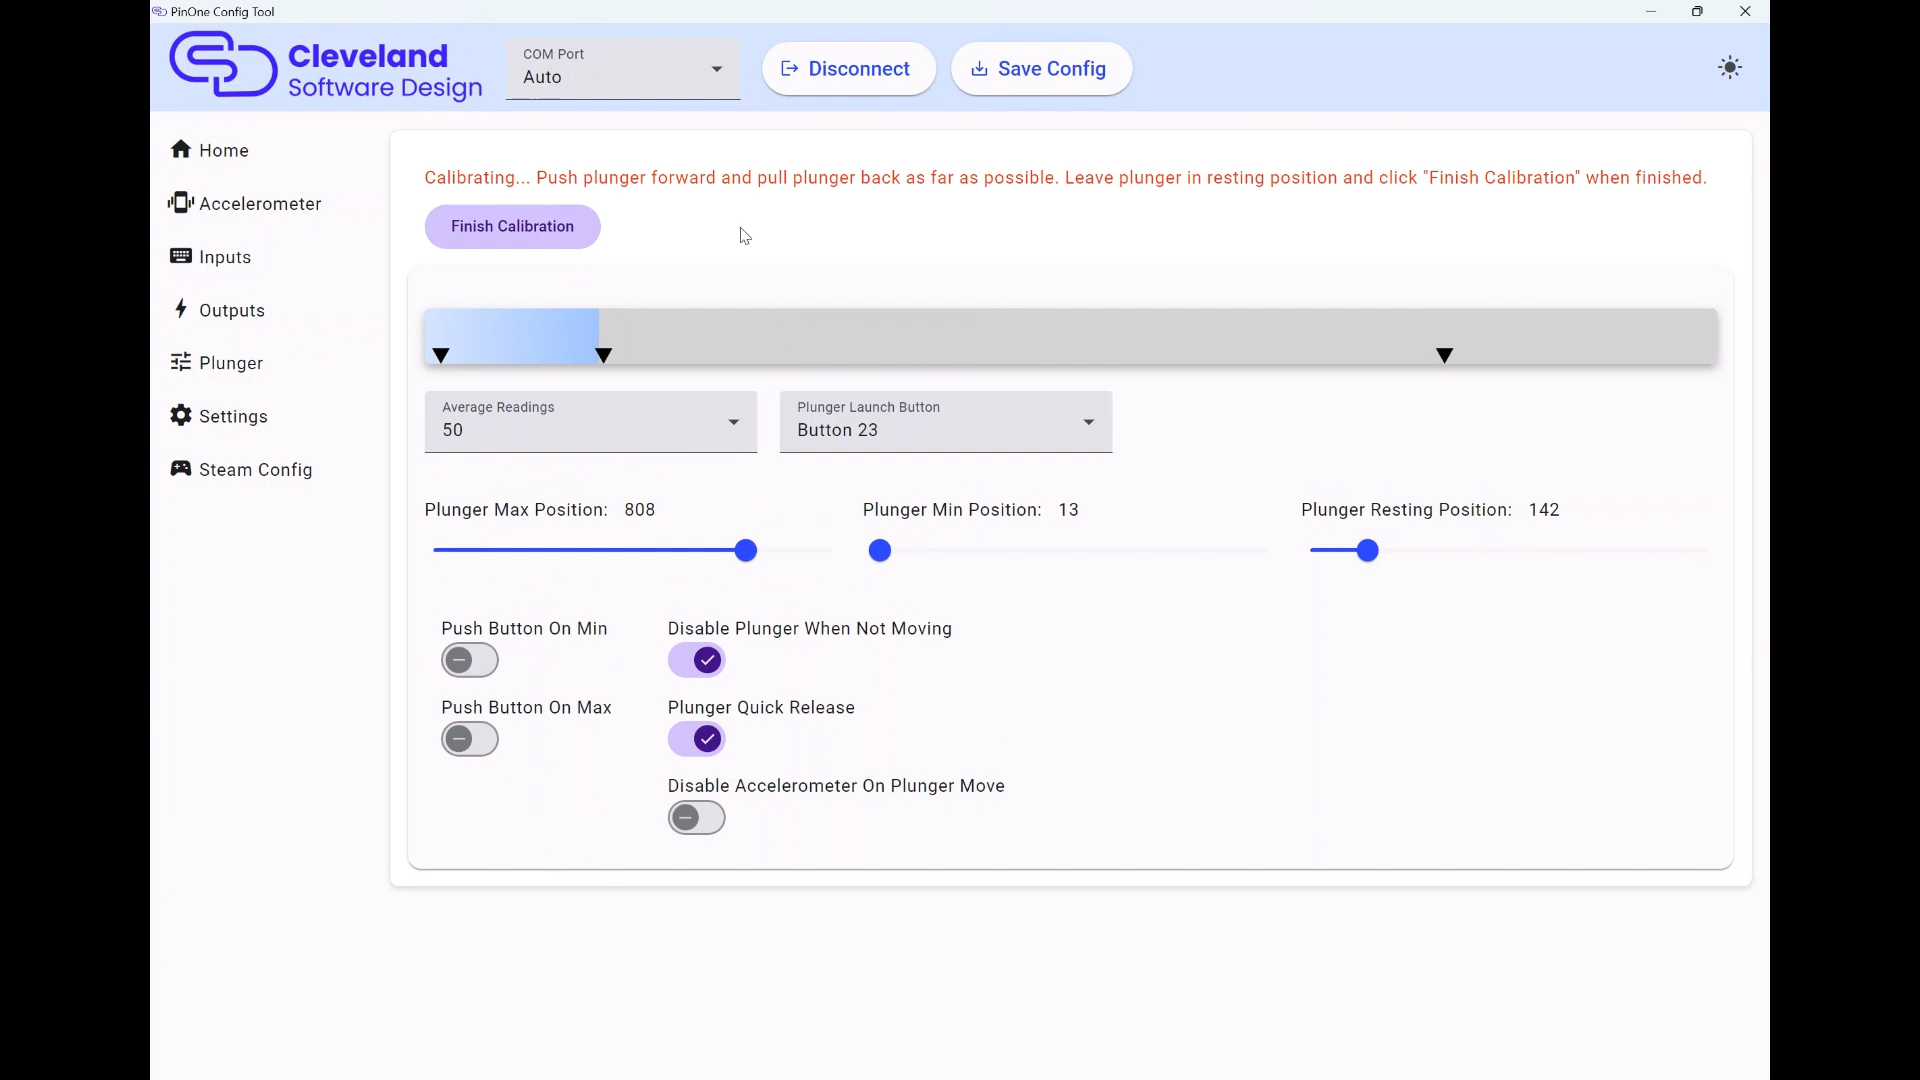 PinOne Config Tool
Cleveland
Software Design
COM Port
Auto
Disconnect
Save Config
Home
Accelerometer
Inputs
Outputs
Plunger
Settings
Steam Config
Calibrating... Push plunger forward and pull plunger back as far as possible. Leave plunger in resting position and click "Finish Calibration" when finished.
Finish Calibration
Average Readings
50
Plunger Launch Button
Button 23
Plunger Max Position: 808
Plunger Min Position: 13
Plunger Resting Position: 142
Push Button On Min
Disable Plunger When Not Moving
Push Button On Max
Plunger Quick Release
Disable Accelerometer On Plunger Move